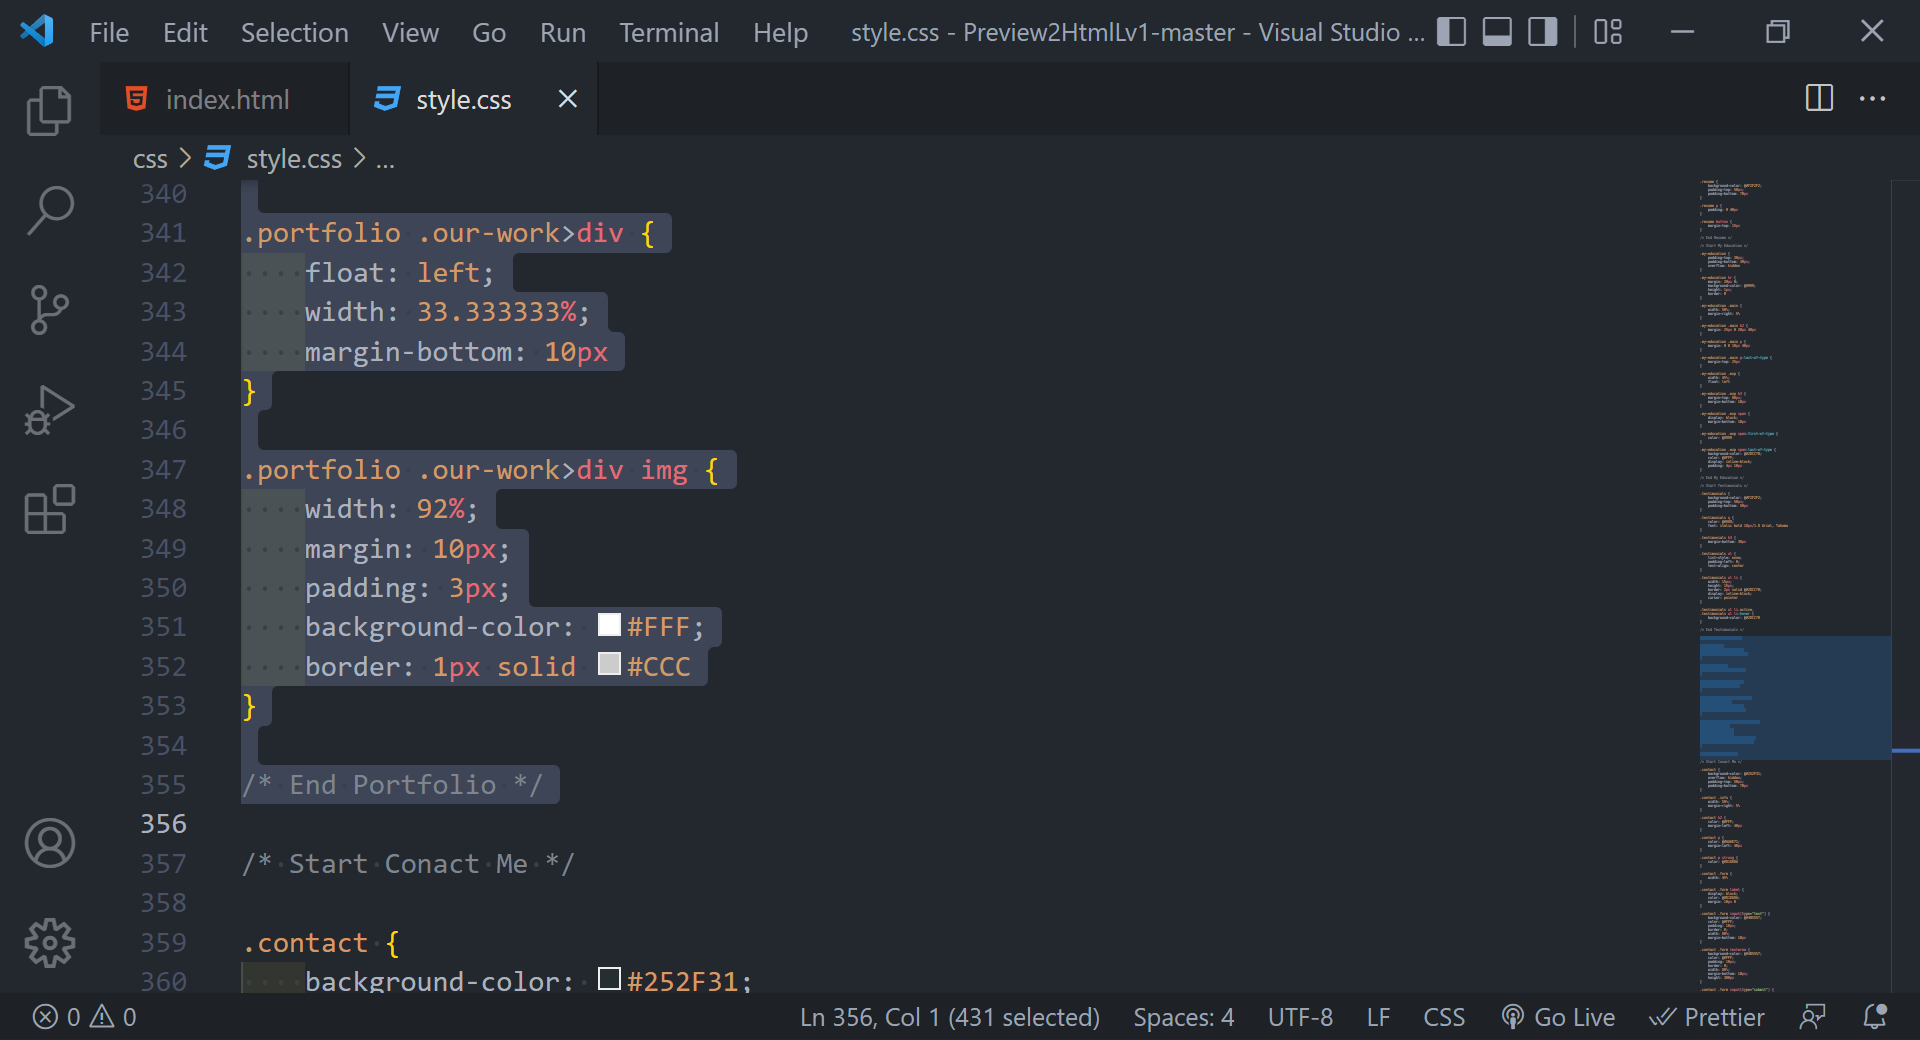 File Edit Selection View Go Run Terminal Help style.css - Preview2HtmlLv1-master - Visual Studio ...
index.html style.css
css > style.css > ...
340
341 .portfolio .our-work>div {
342 float: left;
343 width: 33.333333%;
344 margin-bottom: 10px
345 }
346
347 .portfolio .our-work>div img {
348 width: 92%;
349 margin: 10px;
350 padding: 3px;
351 background-color: #FFF;
352 border: 1px solid #CCC
353 }
354
355 /* End Portfolio */
356
357 /* Start Conact Me */
358
359 .contact {
360 background-color: #252F31;
0 0 Ln 356, Col 1 (431 selected) Spaces: 4 UTF-8 LF CSS Go Live Prettier